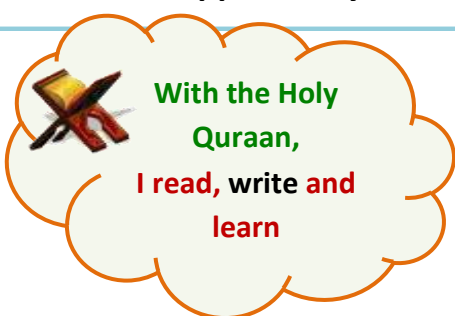 With the Holy
Quraan,
I read, write and
learn